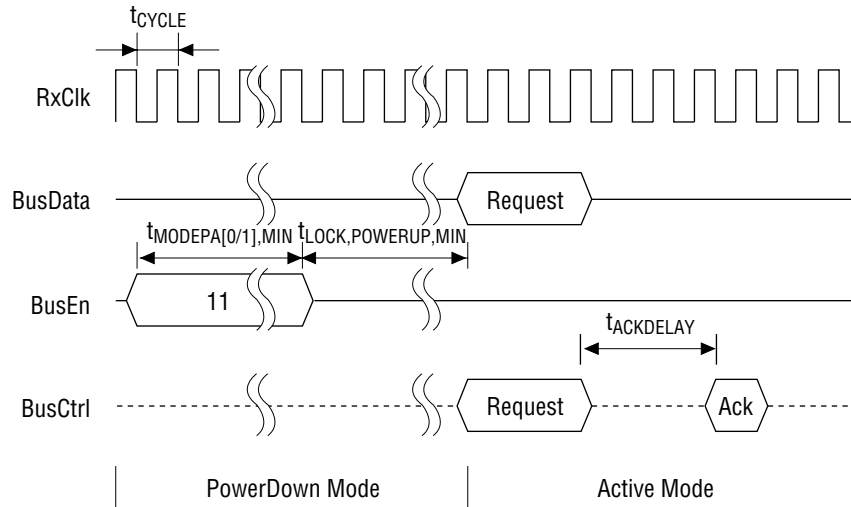 tCYCLE
RxClk
BusData
Request
tMODEPA[0/1],MIN
tLOCK,POWERUP,MIN
BusEn
11
tACKDELAY
BusCtrl
Request
Ack
PowerDown Mode
Active Mode